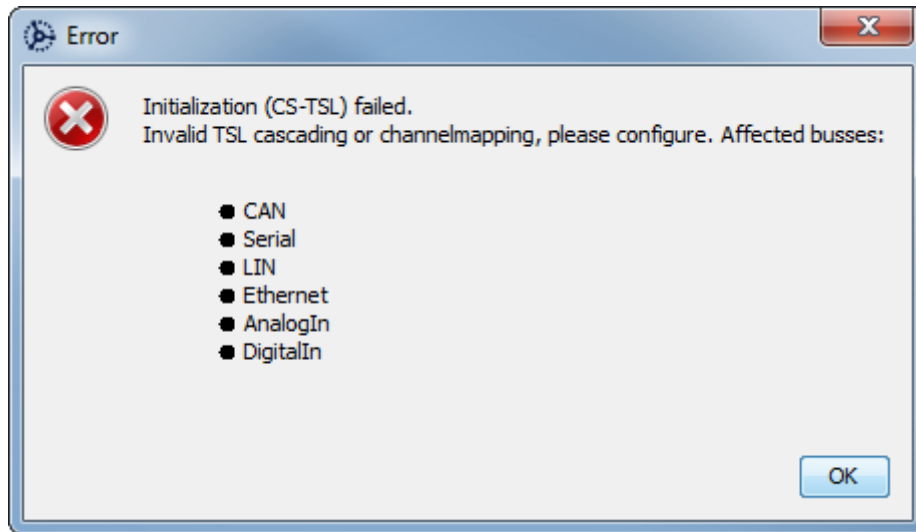 Error
Initialization (CS-TSL) failed.
Invalid TSL cascading or channelmapping, please configure. Affected busses:
● CAN
● Serial
● LIN
● Ethernet
● AnalogIn
● DigitalIn
OK